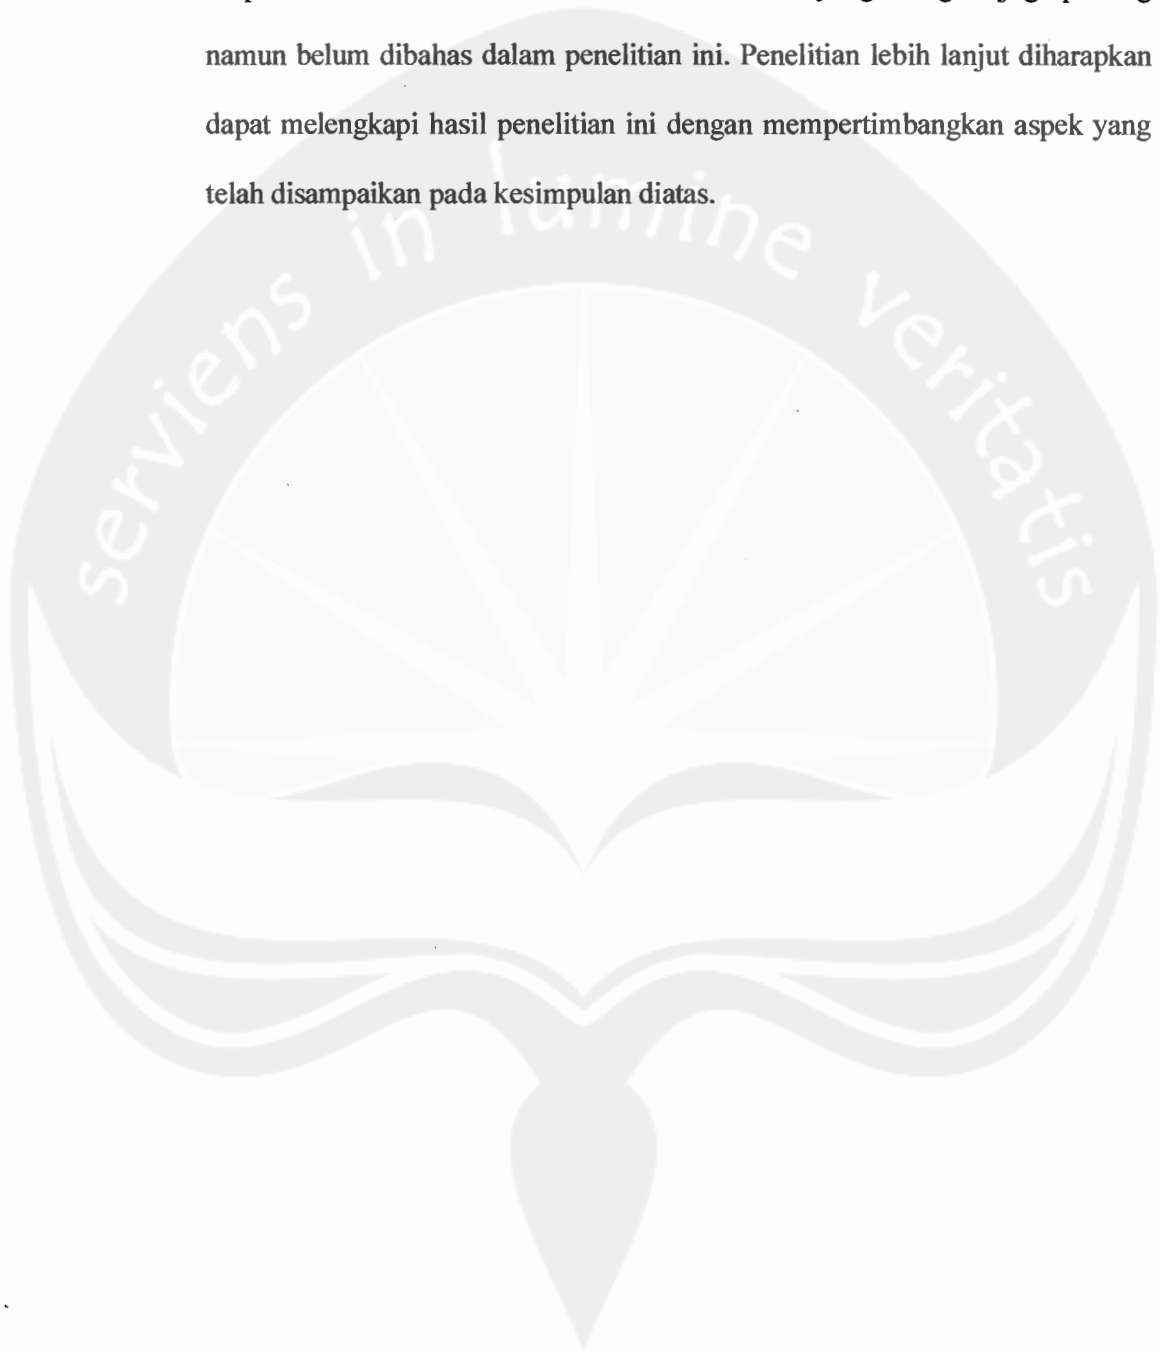 namun belum dibahas dalam penelitian ini. Penelitian lebih lanjut diharapkan
dapat melengkapi hasil penelitian ini dengan mempertimbangkan aspek yang
telah disampaikan pada kesimpulan diatas.
serviens in lumine veritatis